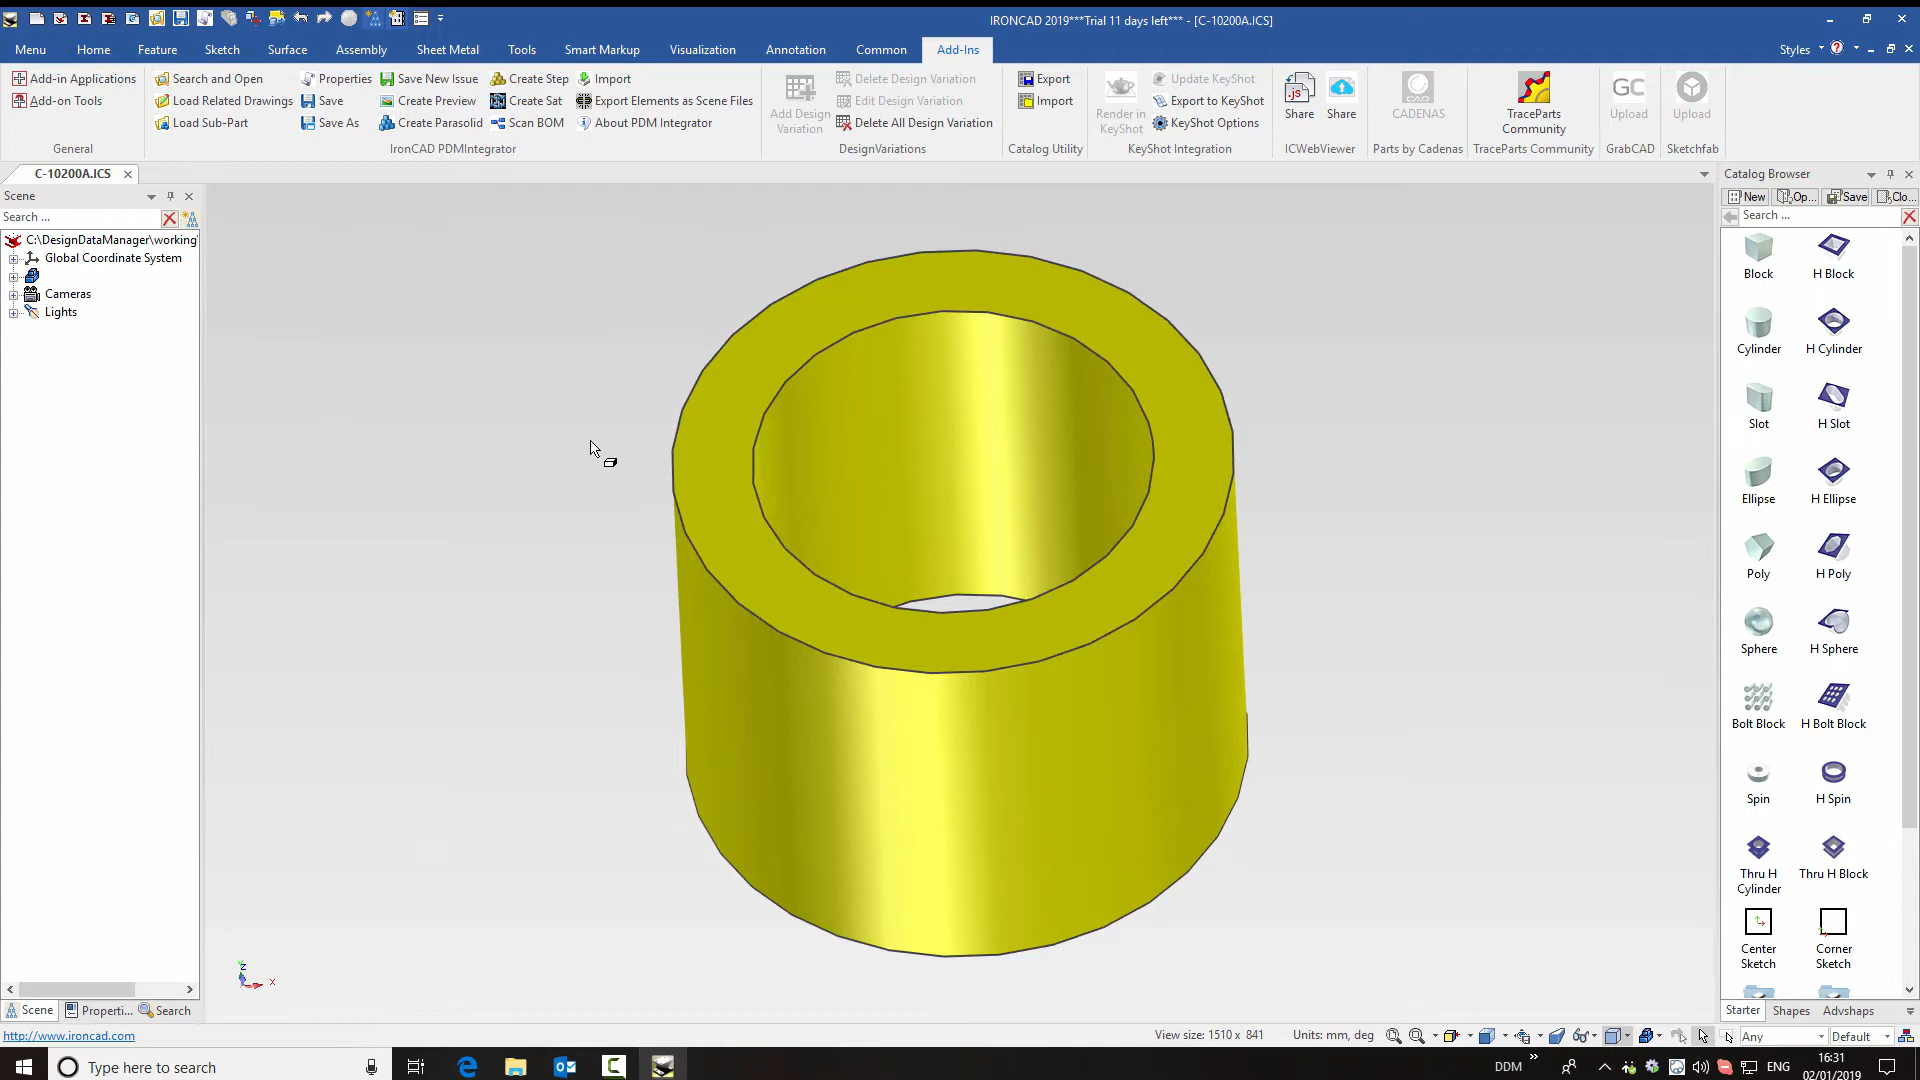 IRONCAD 2019***Trial 11 days left*** - [C-10200A.ICS]
Menu Home Feature Sketch Surface Assembly Sheet Metal Tools Smart Markup Visualization Annotation Common Add-Ins Styles
Add-in Applications Search and Open Properties Save New Issue Create Step Import Delete Design Variation Export Update KeyShot
Add-on Tools Load Related Drawings Save Create Preview Create Sat Export Elements as Scene Files Edit Design Variation Import Export to KeyShot
Load Sub-Part Save As Create Parasolid Scan BOM About PDM Integrator Delete All Design Variation KeyShot Options
Add Design Variation
Render in KeyShot
Share Share CADENAS TraceParts Community GC Upload Upload
General IronCAD PDMIntegrator DesignVariations Catalog Utility KeyShot Integration ICWebViewer Parts by Cadenas TraceParts Community GrabCAD Sketchfab
C-10200A.ICS
Scene
Search ...
C:\DesignDataManager\working
Global Coordinate System
Cameras
Lights
Z
X
Catalog Browser
New Op... Save Clo...
Search ...
Block H Block
Cylinder H Cylinder
Slot H Slot
Ellipse H Ellipse
Poly H Poly
Sphere H Sphere
Bolt Block H Bolt Block
Spin H Spin
Thru H Cylinder Thru H Block
Center Sketch Corner Sketch
Scene Properti... Search
Starter Shapes Advshaps
http://www.ironcad.com View size: 1510 x 841 Units: mm, deg Any Default
Type here to search DDM ENG 16:31
02/01/2019